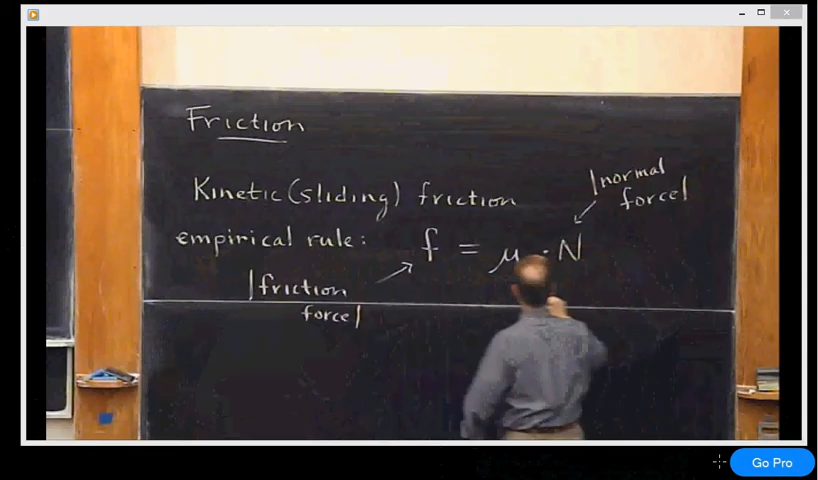 Friction
Kinetic (sliding) friction
|normal
force|
empirical rule: f = μ · N
|friction
force|
Go Pro